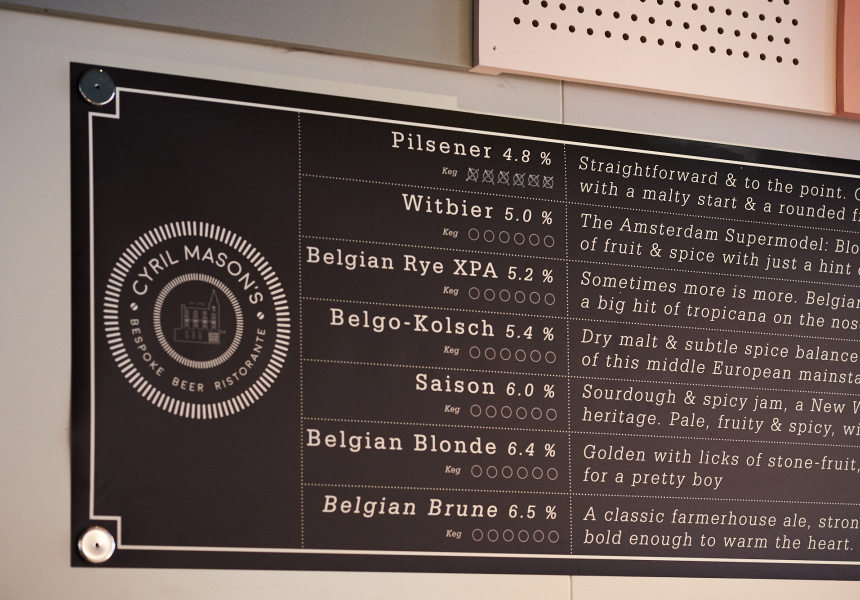 CYRIL MASON'S
BESPOKE BEER RISTORANTE
Pilsener 4.8 %
Keg
Straightforward & to the point.
with a malty start & a rounded
Witbier 5.0 %
Keg
The Amsterdam Supermodel:
of fruit & spice with just a hint
Belgian Rye XPA 5.2 %
Keg
Sometimes more is more. Belgian
a big hit of tropicana on the
Belgo-Kolsch 5.4 %
Keg
Dry malt & subtle spice balance
of this middle European
Saison 6.0 %
Keg
Sourdough & spicy jam, a New
heritage. Pale, fruity & spicy,
Belgian Blonde 6.4 %
Keg
Golden with licks of stone-fruit,
for a pretty boy
Belgian Brune 6.5 %
Keg
A classic farmerhouse ale,
bold enough to warm the heart.